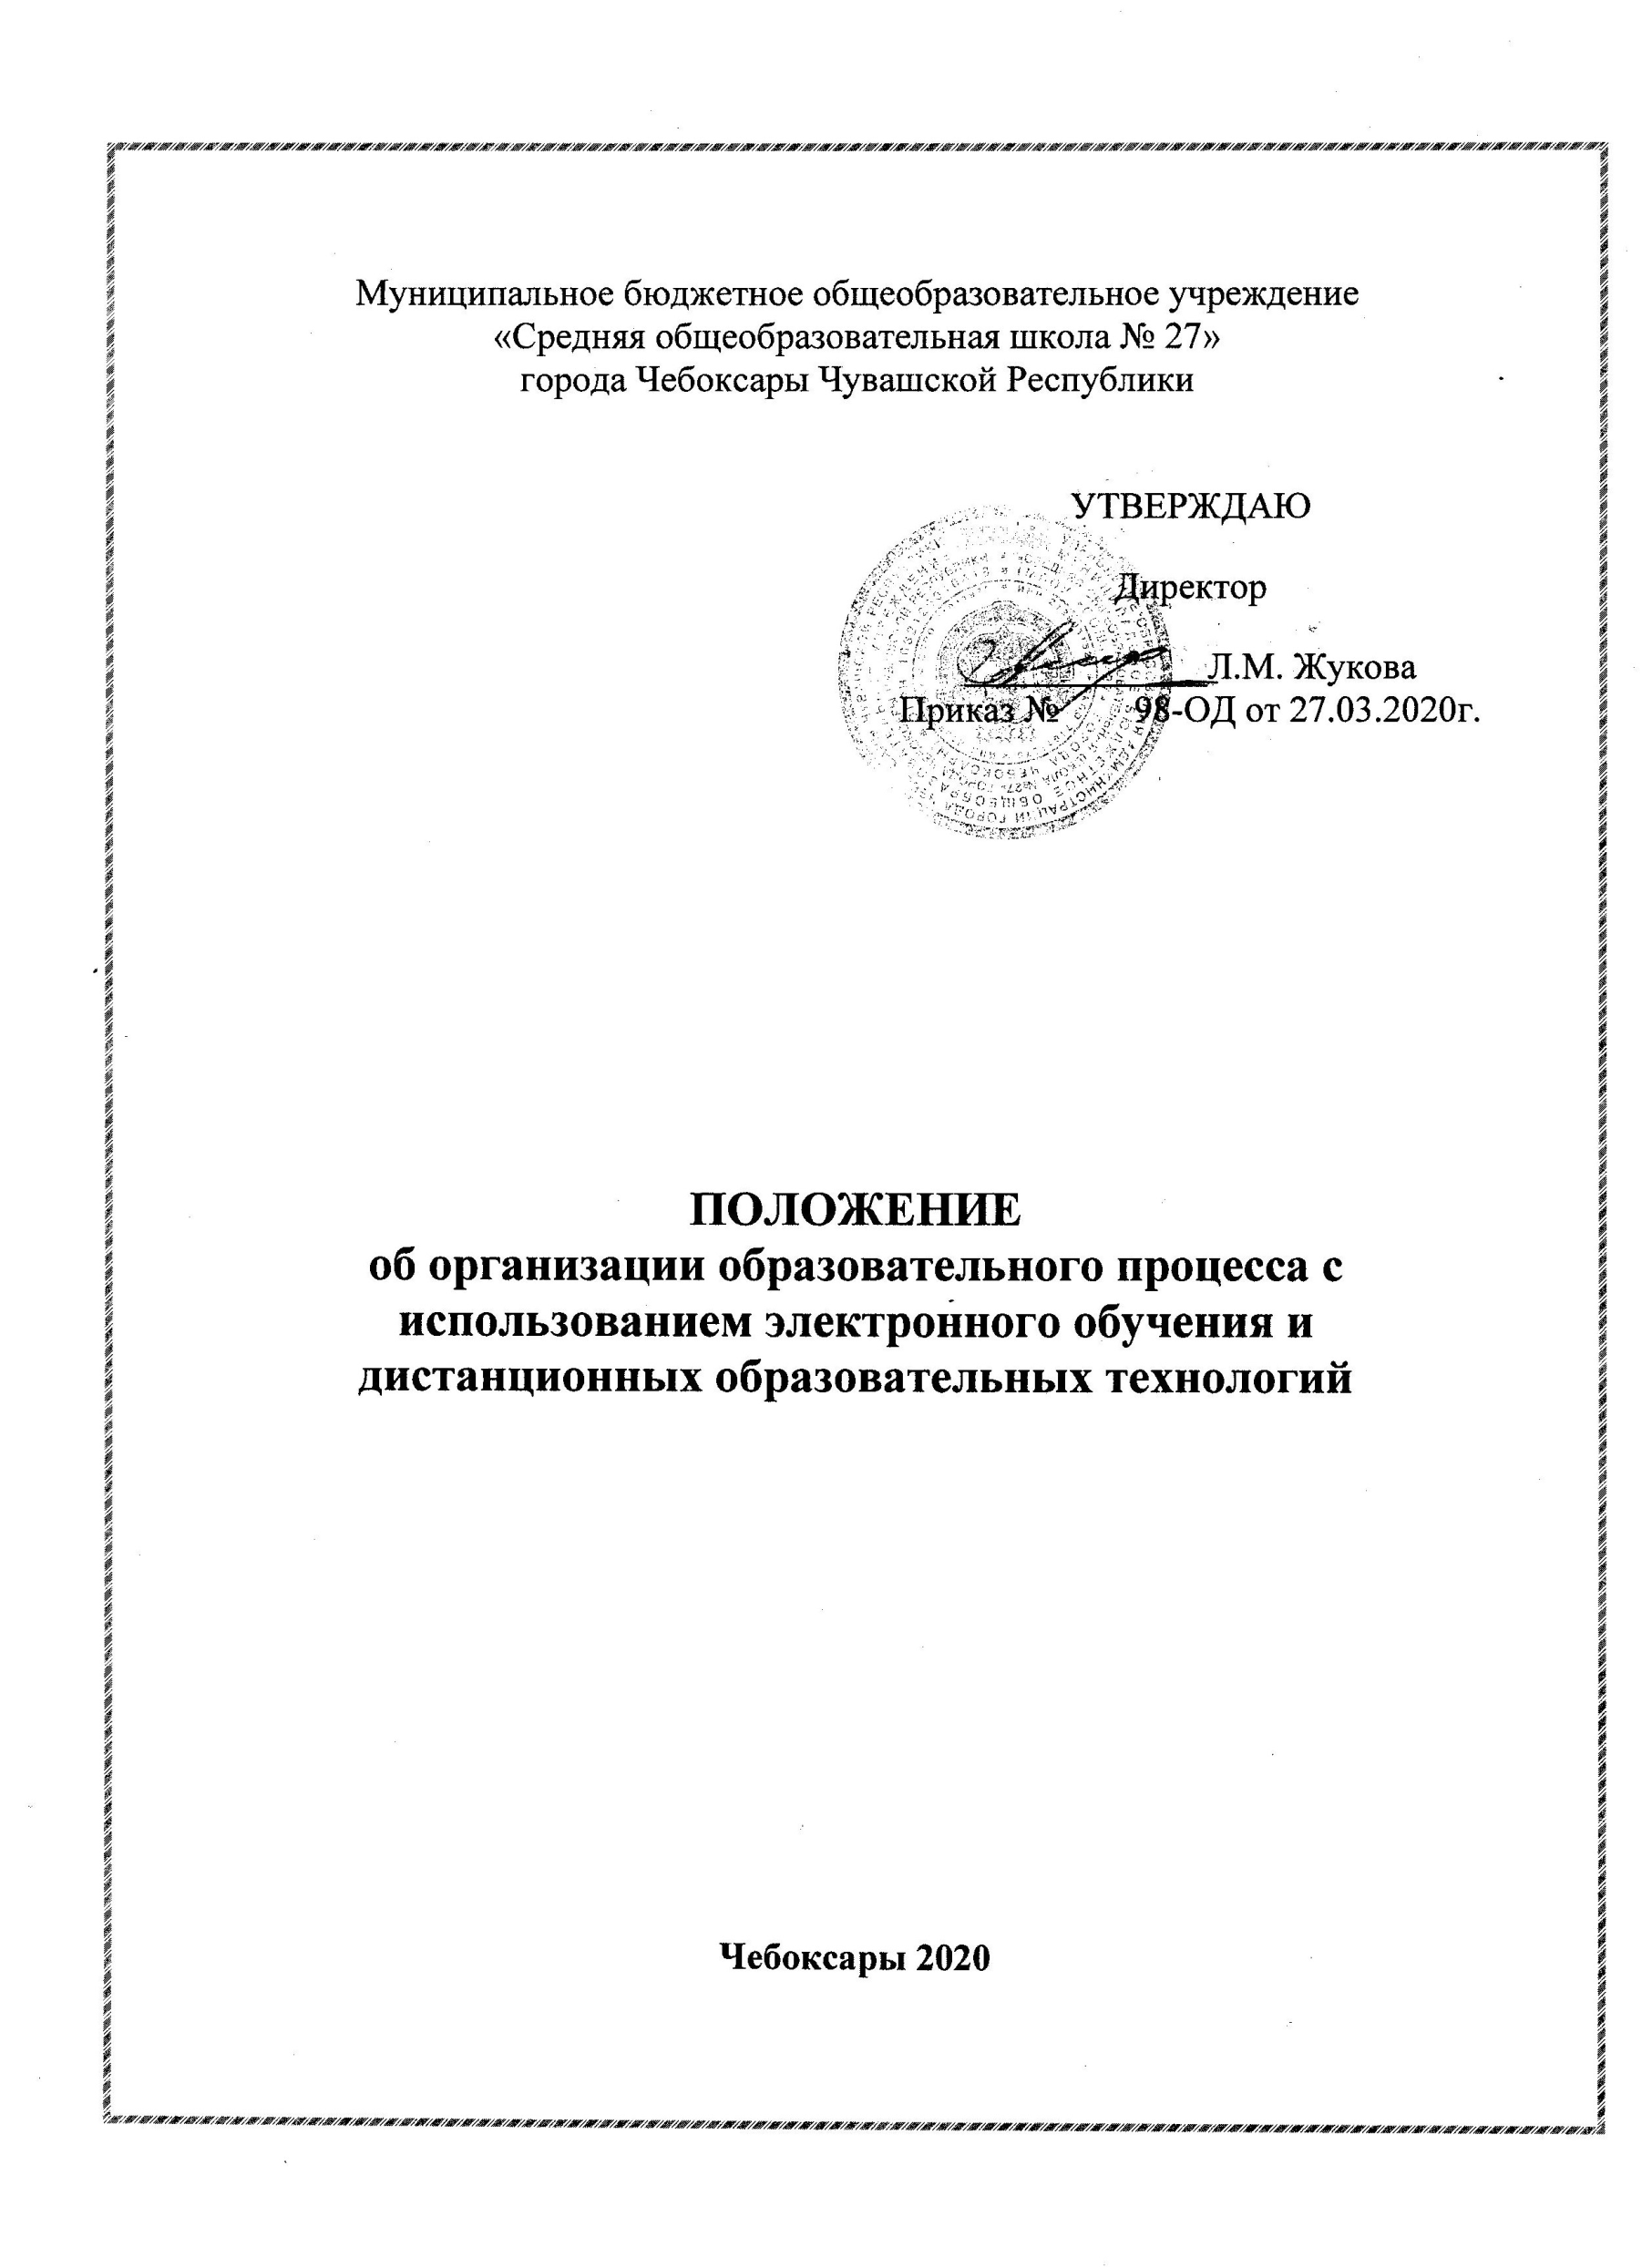 Муниципальное бюджетное общеобразовательное учреждение
«Средняя общеобразовательная школа № 27»
города Чебоксары Чувашской Республики
УТВЕРЖДАЮ
Директор
Л.М. Жукова
Приказ № 98-ОД от 27.03.2020г.
ПОЛОЖЕНИЕ
об организации образовательного процесса с
использованием электронного обучения и
дистанционных образовательных технологий
Чебоксары 2020